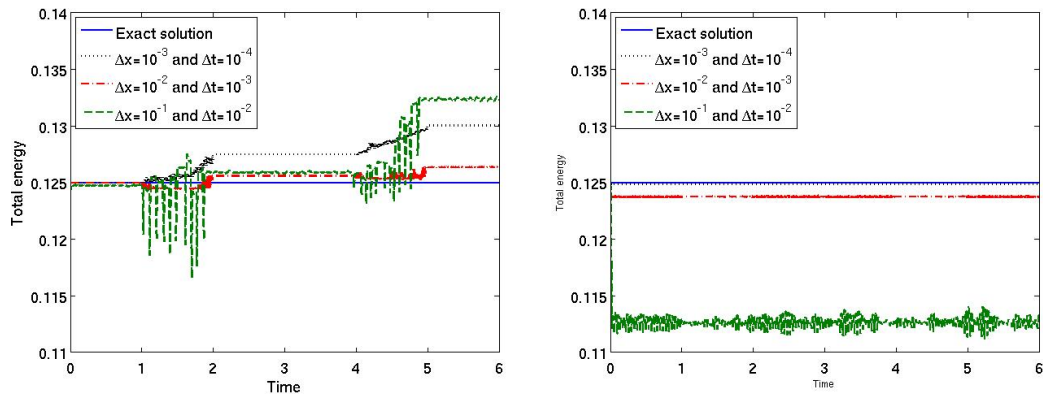 0.14
0.135
0.13
0.125
0.12
0.115
0.11
Total energy
Exact solution
Δx=10⁻³ and Δt=10⁻⁴
Δx=10⁻² and Δt=10⁻³
Δx=10⁻¹ and Δt=10⁻²
0 1 2 3 4 5 6
Time
0.14
0.135
0.13
0.125
0.12
0.115
0.11
Total energy
Exact solution
Δx=10⁻³ and Δt=10⁻⁴
Δx=10⁻² and Δt=10⁻³
Δx=10⁻¹ and Δt=10⁻²
0 1 2 3 4 5 6
Time